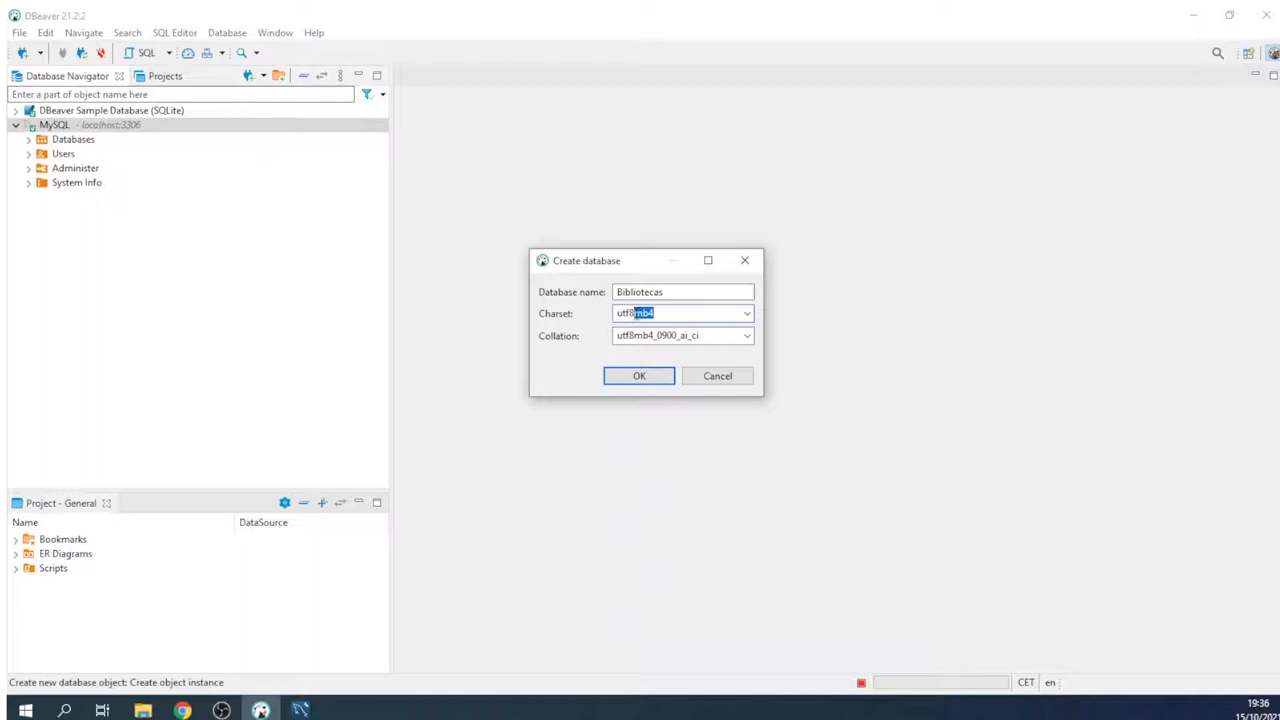 DBeaver 21.2.2
File Edit Navigate Search SQL Editor Database Window Help
SQL
Database Navigator Projects
Enter a part of object name here
DBeaver Sample Database (SQLite)
MySQL - localhost:3306
Databases
Users
Administer
System Info
Create database
Database name: Bibliotecas
Charset: utf8mb4
Collation: utf8mb4_0900_ai_ci
OK Cancel
Project - General
Name DataSource
Bookmarks
ER Diagrams
Scripts
Create new database object: Create object instance CET en
19:36